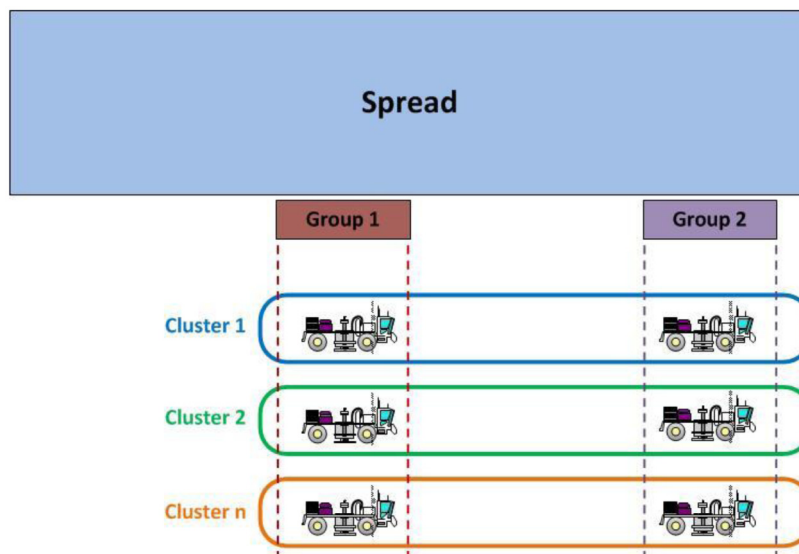 Spread
Group 1
Group 2
Cluster 1
Cluster 2
Cluster n